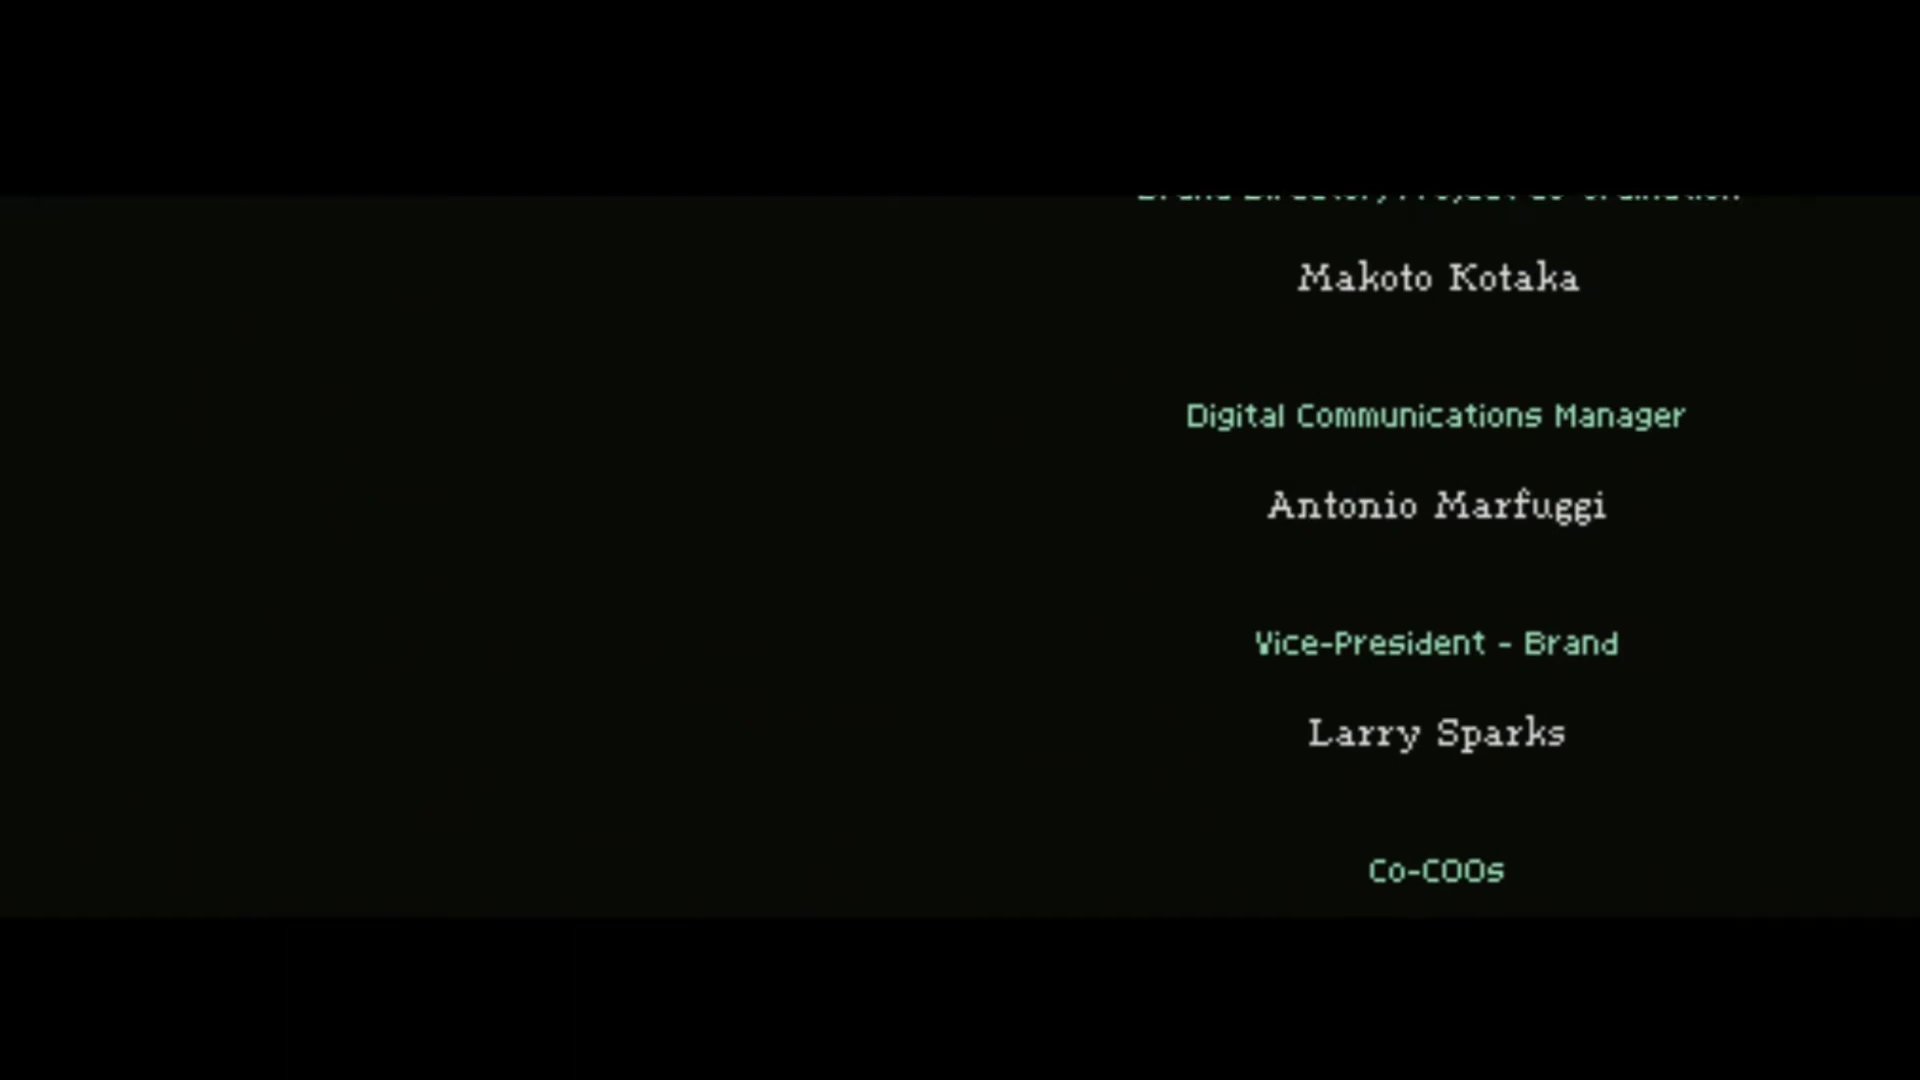 Makoto Kotaka
Digital Communications Manager
Antonio Marfuggi
Vice-President - Brand
Larry Sparks
Co-COOs